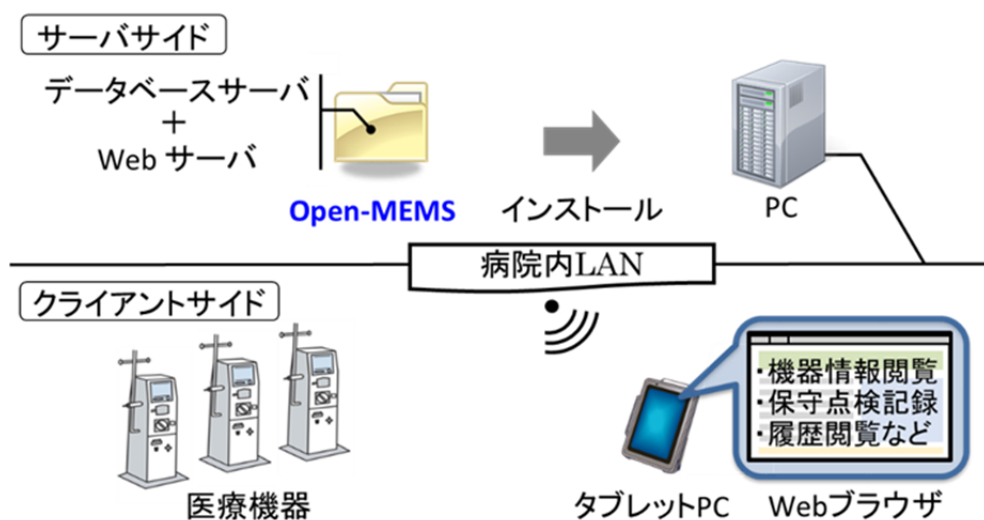 サーバサイド
データベースサーバ
+
Web サーバ
Open-MEMS
インストール
PC
病院内LAN
クライアントサイド
・機器情報閲覧
・保守点検記録
・履歴閲覧など
医療機器
タブレットPC
Webブラウザ